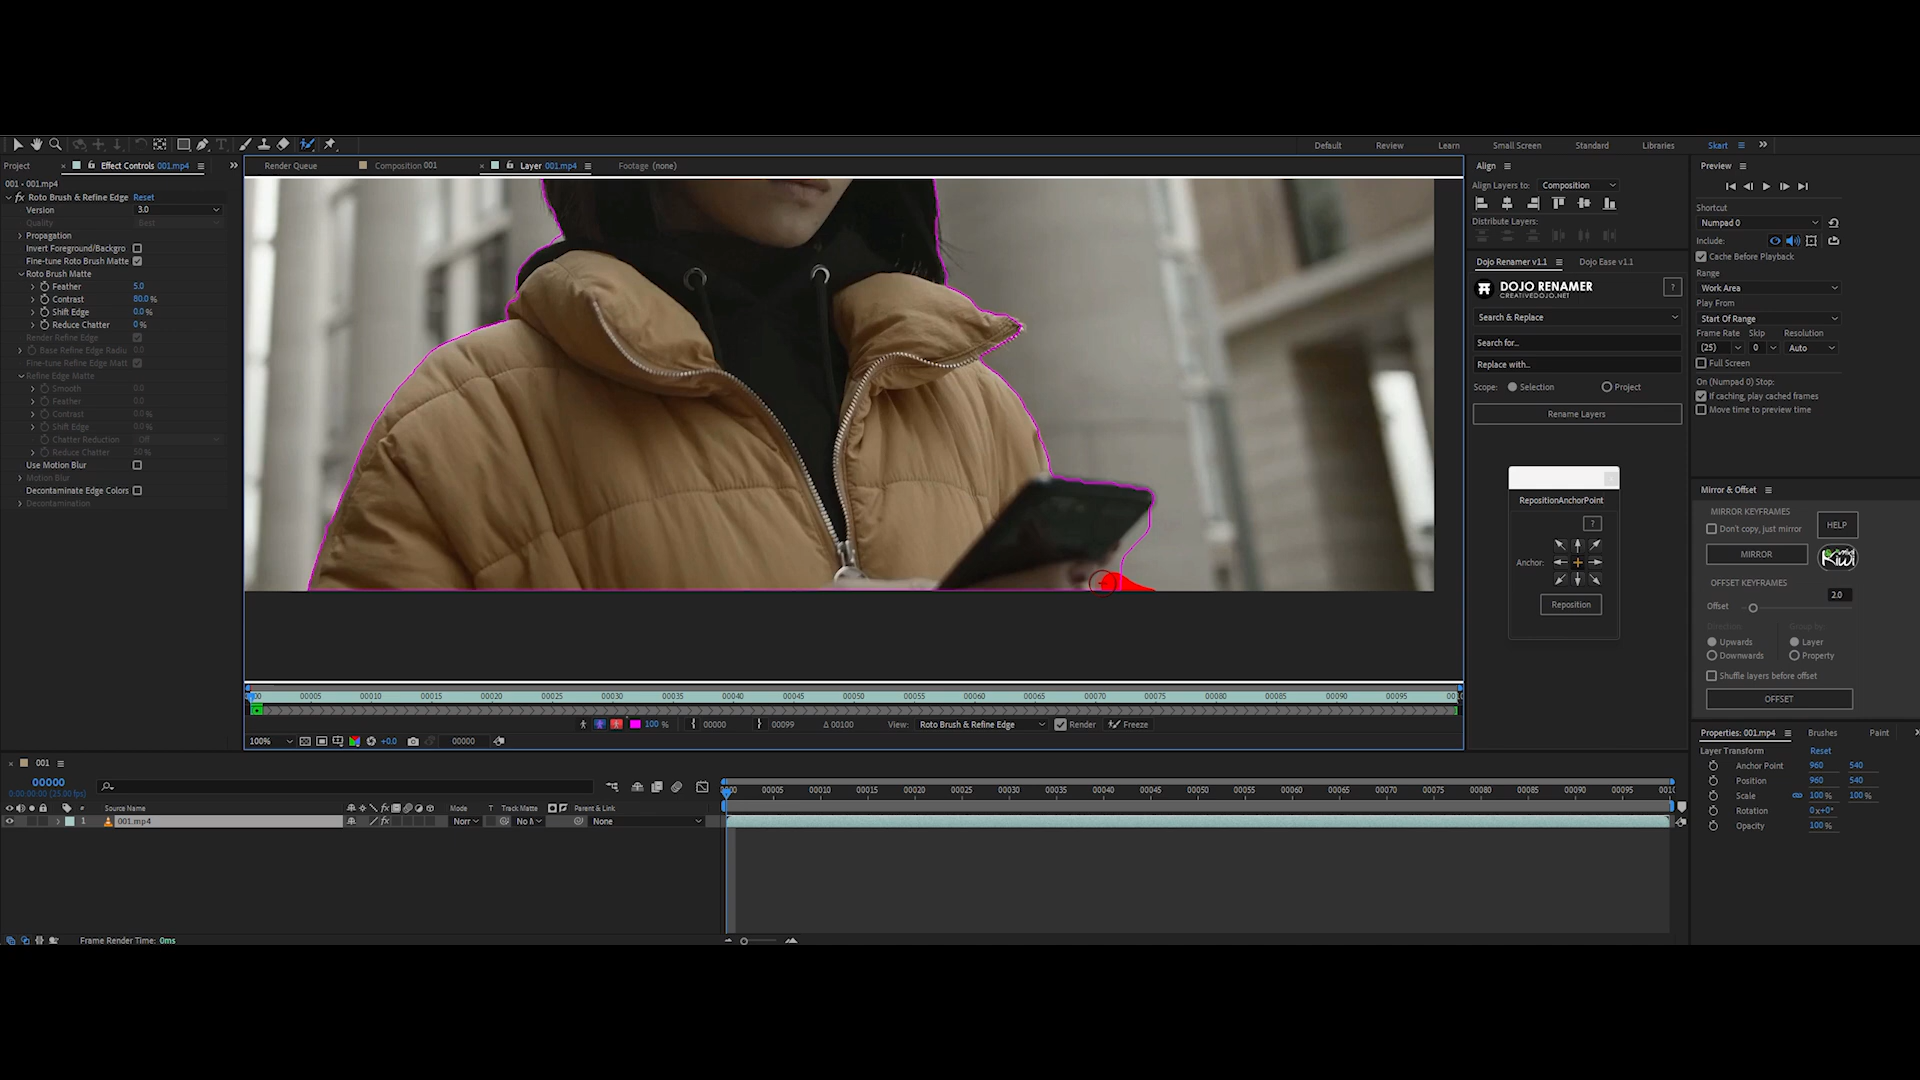 Default Review Learn Small Screen Standard Libraries Skart
Project Effect Controls 001.mp4
001 • 001.mp4
fx Roto Brush & Refine Edge Reset
Version 3.0
Quality Best
Propagation
Invert Foreground/Backgro
Fine-tune Roto Brush Matte
Roto Brush Matte
Feather 5.0
Contrast 80.0 %
Shift Edge 0.0 %
Reduce Chatter 0 %
Render Refine Edge
Base Refine Edge Radiu 0.0
Fine-tune Refine Edge Matt
Refine Edge Matte
Smooth 0.0
Feather 0.0
Contrast 0.0 %
Shift Edge 0.0 %
Chatter Reduction Off
Reduce Chatter 50 %
Use Motion Blur
Motion Blur
Decontaminate Edge Colors
Decontamination
Render Queue Composition 001 Layer 001.mp4 Footage (none)
00005 00010 00015 00020 00025 00030 00035 00040 00045 00050 00055 00060 00065 00070 00075 00080 00085 00090 00095
100 % 00000 00099 Δ 00100 View: Roto Brush & Refine Edge Render Freeze
100% +0.0 00000
Align
Align Layers to: Composition
Distribute Layers:
Dojo Renamer v1.1 Dojo Ease v1.1
DOJO RENAMER
CREATIVEDOJO.NET
?
Search & Replace
Search for...
Replace with...
Scope: Selection Project
Rename Layers
RepositionAnchorPoint
?
Anchor:
Reposition
Preview
Shortcut
Numpad 0
Include:
Cache Before Playback
Range
Work Area
Play From
Start Of Range
Frame Rate Skip Resolution
(25) 0 Auto
Full Screen
On (Numpad 0) Stop:
If caching, play cached frames
Move time to preview time
Mirror & Offset
MIRROR KEYFRAMES
Don't copy, just mirror
HELP
MIRROR
Kiwi
OFFSET KEYFRAMES
2.0
Offset
Direction: Group by:
Upwards Layer
Downwards Property
Shuffle layers before offset
OFFSET
Properties: 001.mp4 Brushes Paint
Layer Transform Reset
Anchor Point 960 540
Position 960 540
Scale 100 % 100 %
Rotation 0x+0°
Opacity 100 %
001
00000
0:00:00:00 (25.00 fps)
00005 00010 00015 00020 00025 00030 00035 00040 00045 00050 00055 00060 00065 00070 00075 00080 00085 00090 00095
# Source Name Mode T Track Matte Parent & Link
1 001.mp4 Norr None
Frame Render Time: 0ms